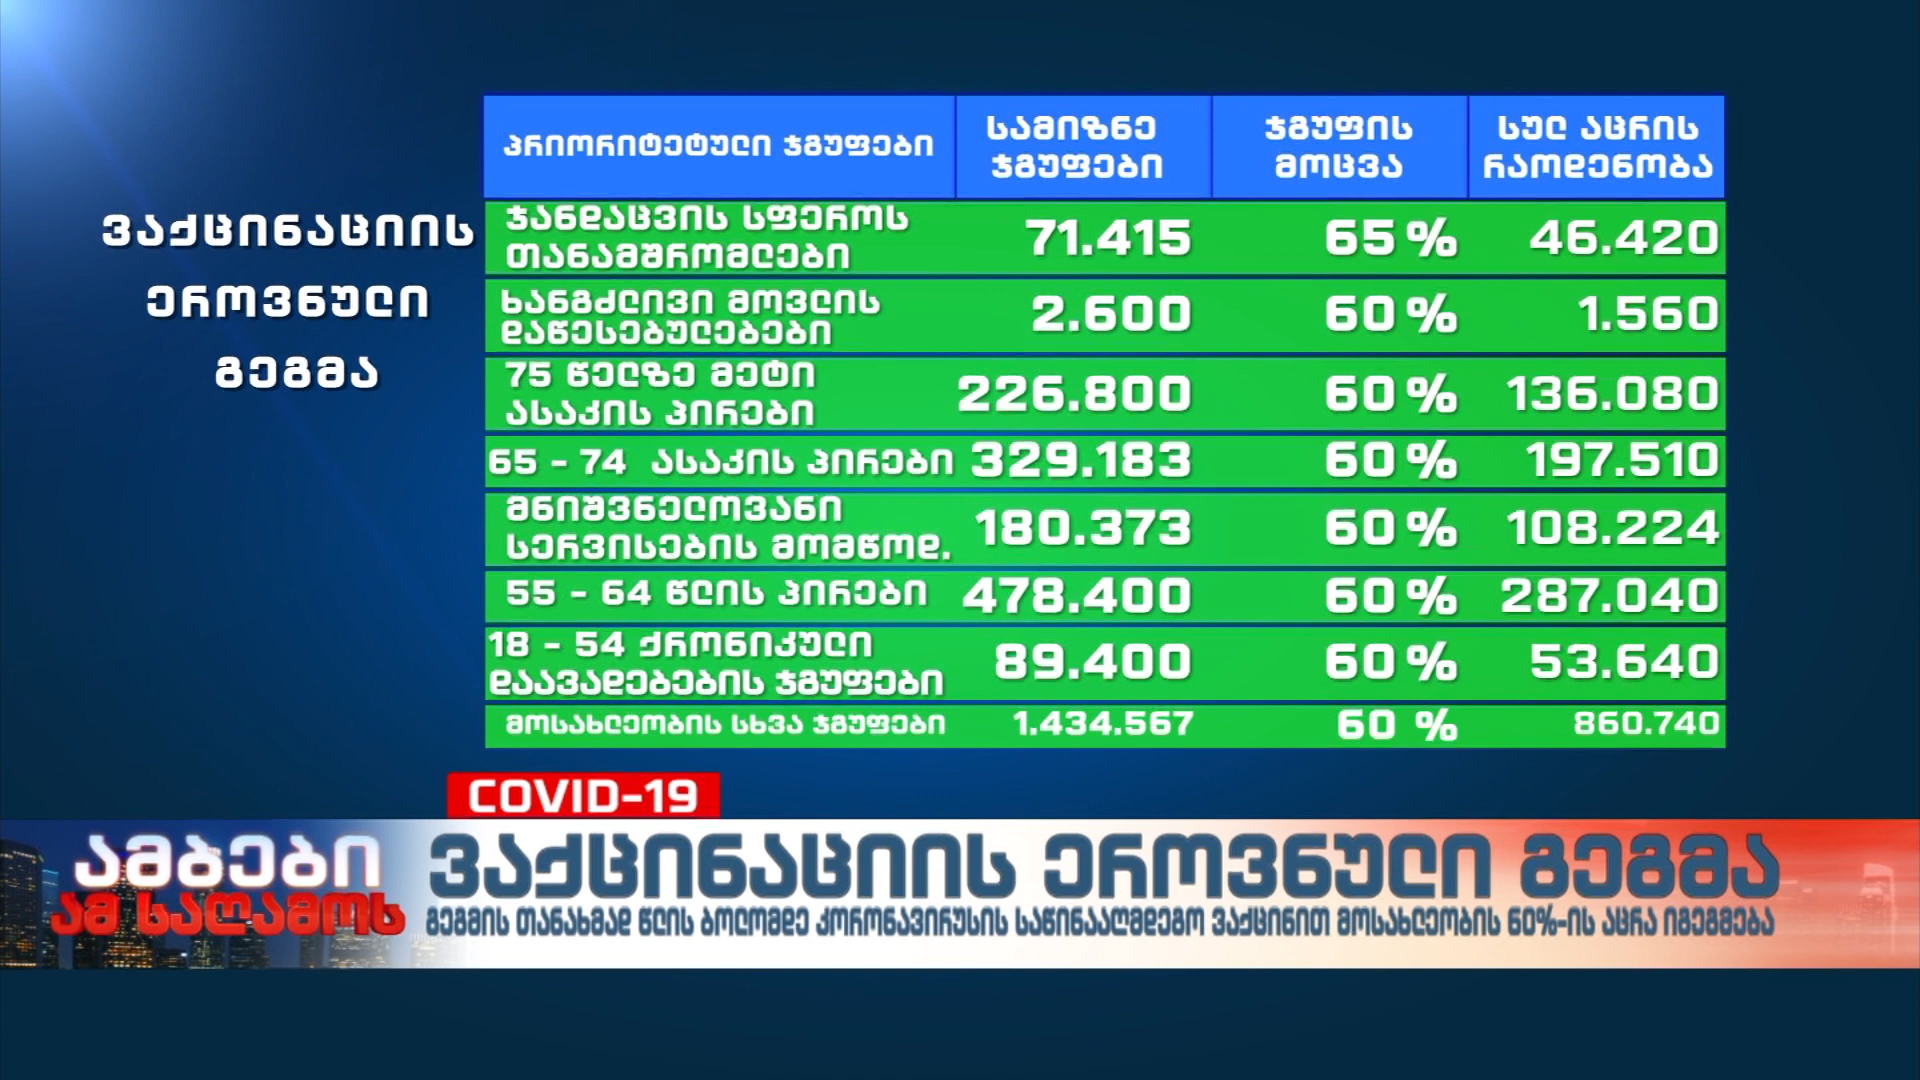 ვაქცინაციის
ეროვნული
გეგმა
პრიორიტეტული ჯგუფები
სამიზნე
ჯგუფები
ჯგუფის
მოცვა
სულ აცრის
რაოდენობა
ჯანდაცვის სფეროს
თანამშრომლები
71.415
65 %
46.420
ხანგძლივი მოვლის
დაწესებულებები
2.600
60 %
1.560
75 წელზე მეტი
ასაკის პირები
226.800
60 %
136.080
65 - 74 ასაკის პირები
329.183
60 %
197.510
მნიშვნელოვანი
სერვისების მომწოდ.
180.373
60 %
108.224
55 - 64 წლის პირები
478.400
60 %
287.040
18 - 54 ქრონიკული
დაავადებების ჯგუფები
89.400
60 %
53.640
მოსახლეობის სხვა ჯგუფები
1.434.567
60 %
860.740
COVID-19
ამბები
ამ საღამოს
ვაქცინაციის ეროვნული გეგმა
გეგმის თანახმად წლის ბოლომდე კორონავირუსის საწინააღმდეგო ვაქცინით მოსახლეობის 60%-ის აცრა იგეგმება